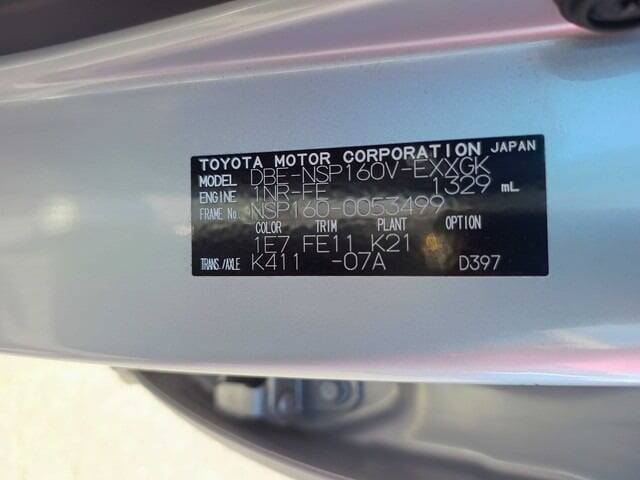 TOYOTA MOTOR CORPORATION JAPAN
MODEL DBE-NSP160V-EXXGK
ENGINE 1NR-FE 1329 mL
FRAME No. NSP160-0053499
COLOR TRIM PLANT OPTION
1E7 FE11 K21
TRANS./AXLE K411 -07A D397